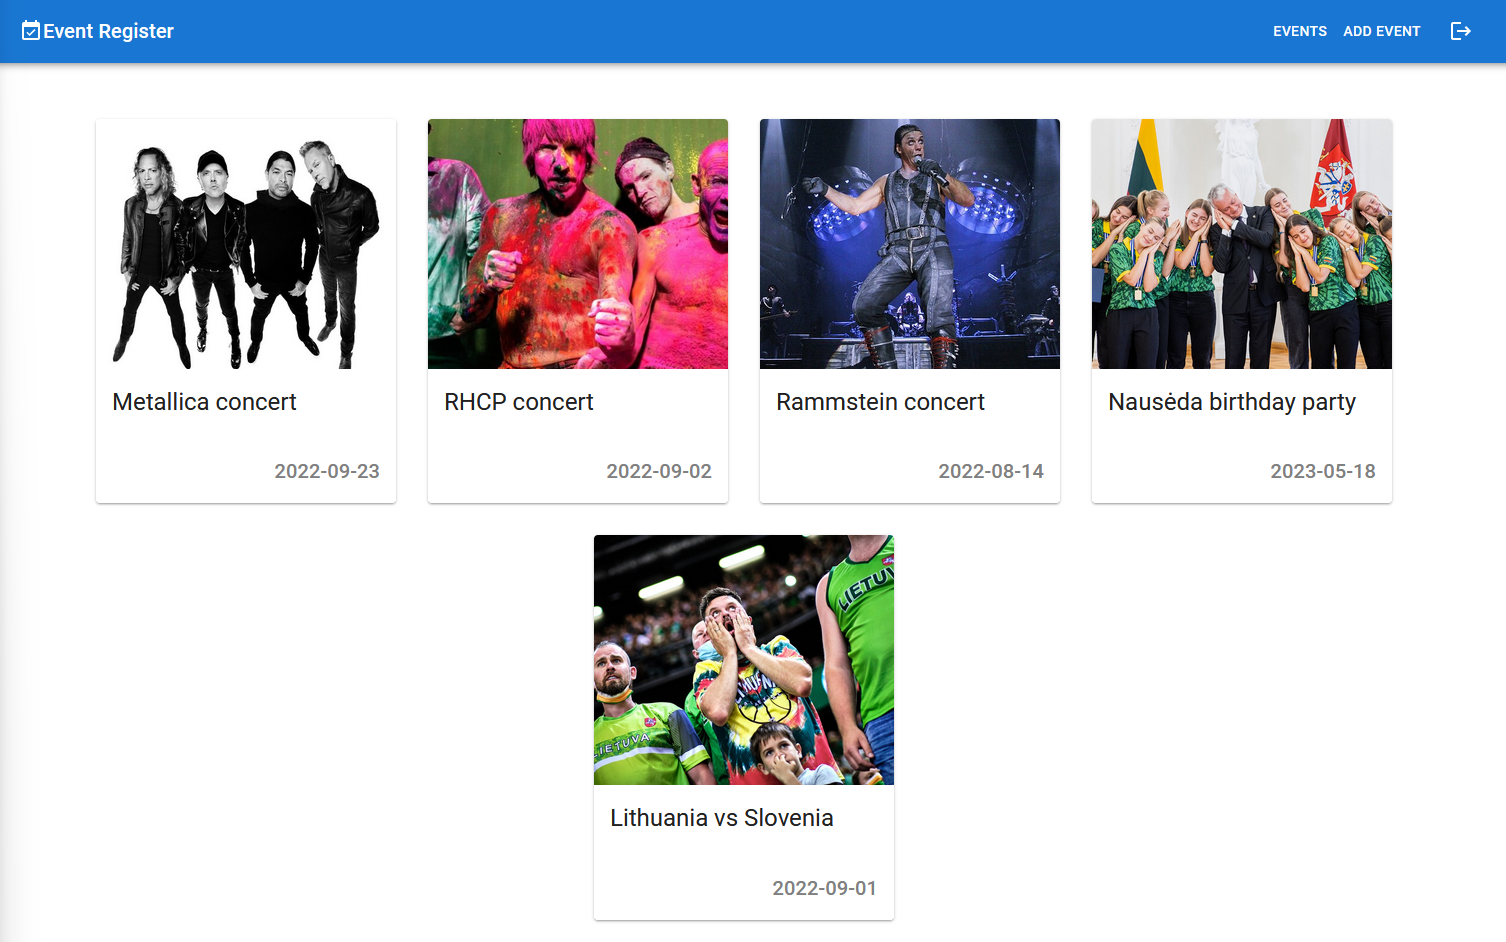 Event Register
EVENTS
ADD EVENT
Metallica concert
2022-09-23
RHCP concert
2022-09-02
Rammstein concert
2022-08-14
Nausėda birthday party
2023-05-18
LIETUV
LIETUVA
Lithuania vs Slovenia
2022-09-01